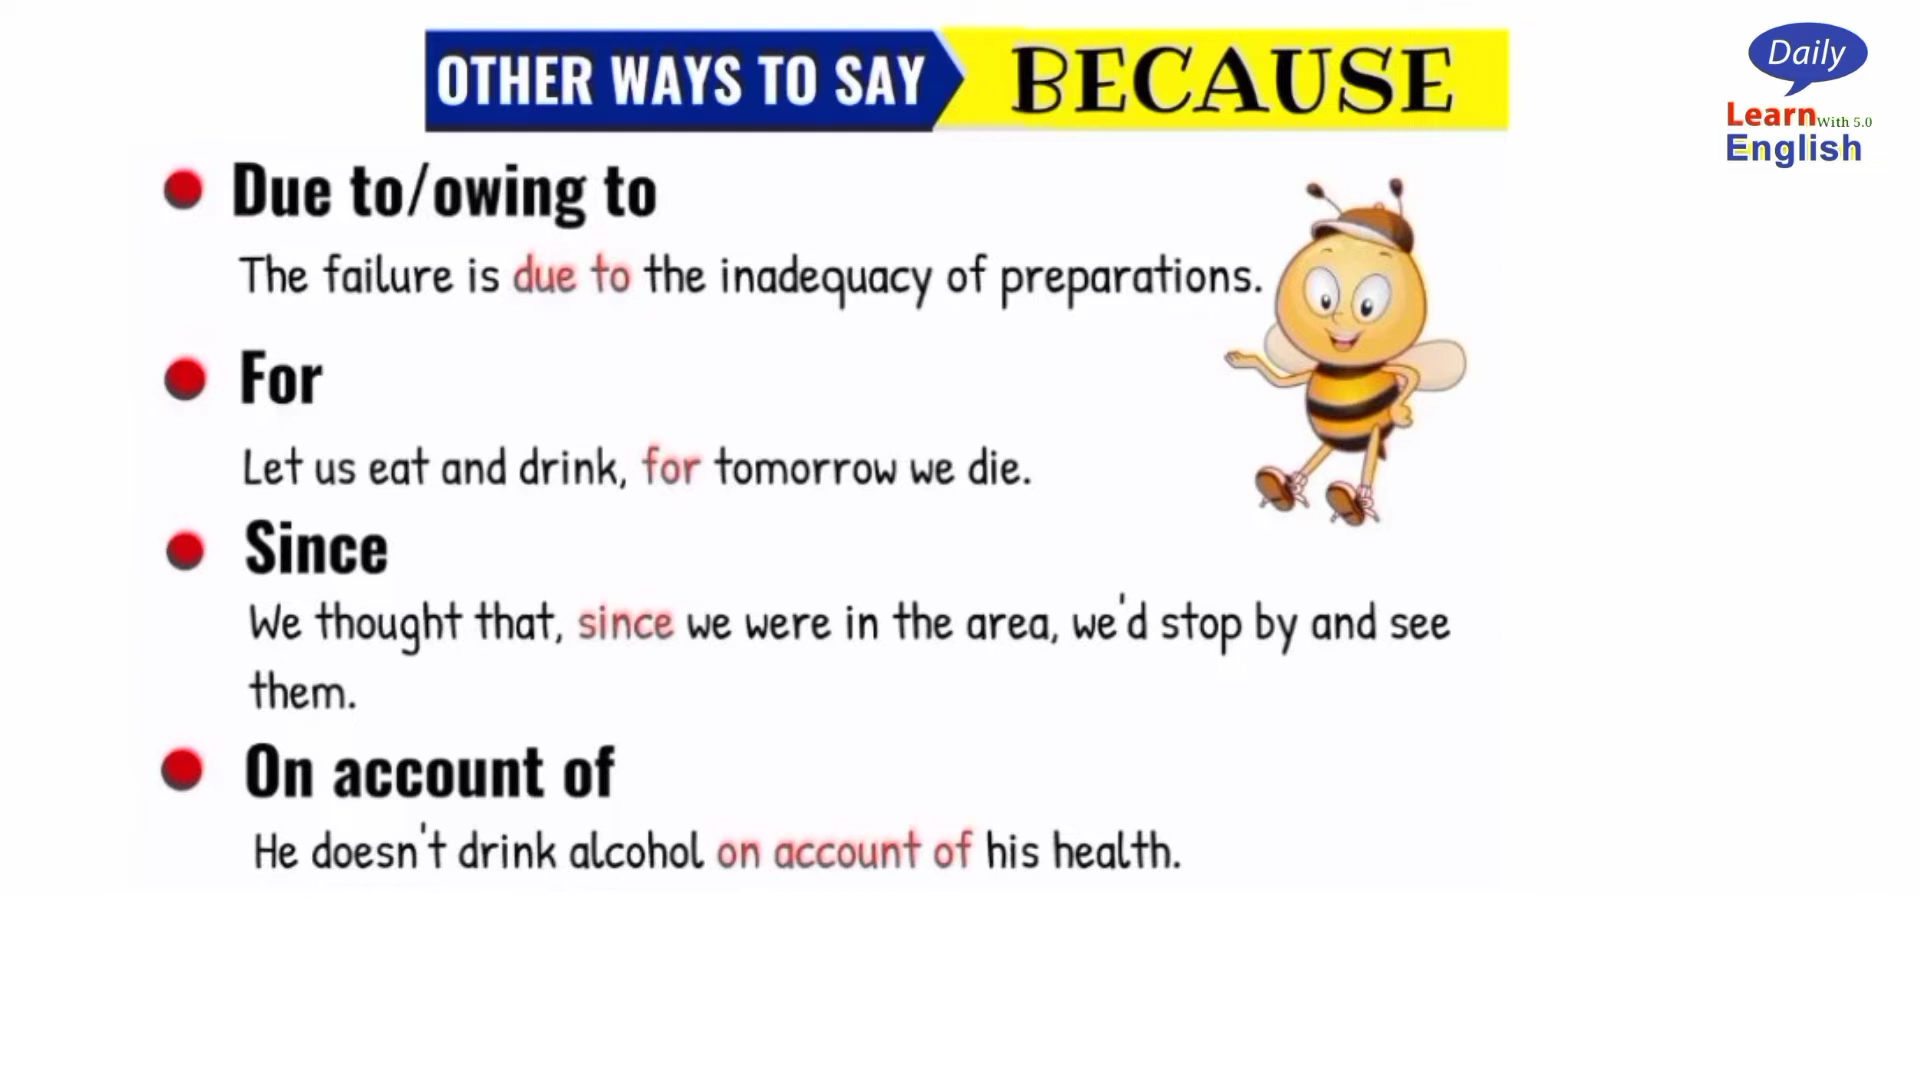 OTHER WAYS TO SAY BECAUSE
Daily
Learn With 5.0
English
Due to/owing to
The failure is due to the inadequacy of preparations.
For
Let us eat and drink, for tomorrow we die.
Since
We thought that, since we were in the area, we'd stop by and see
them.
On account of
He doesn't drink alcohol on account of his health.